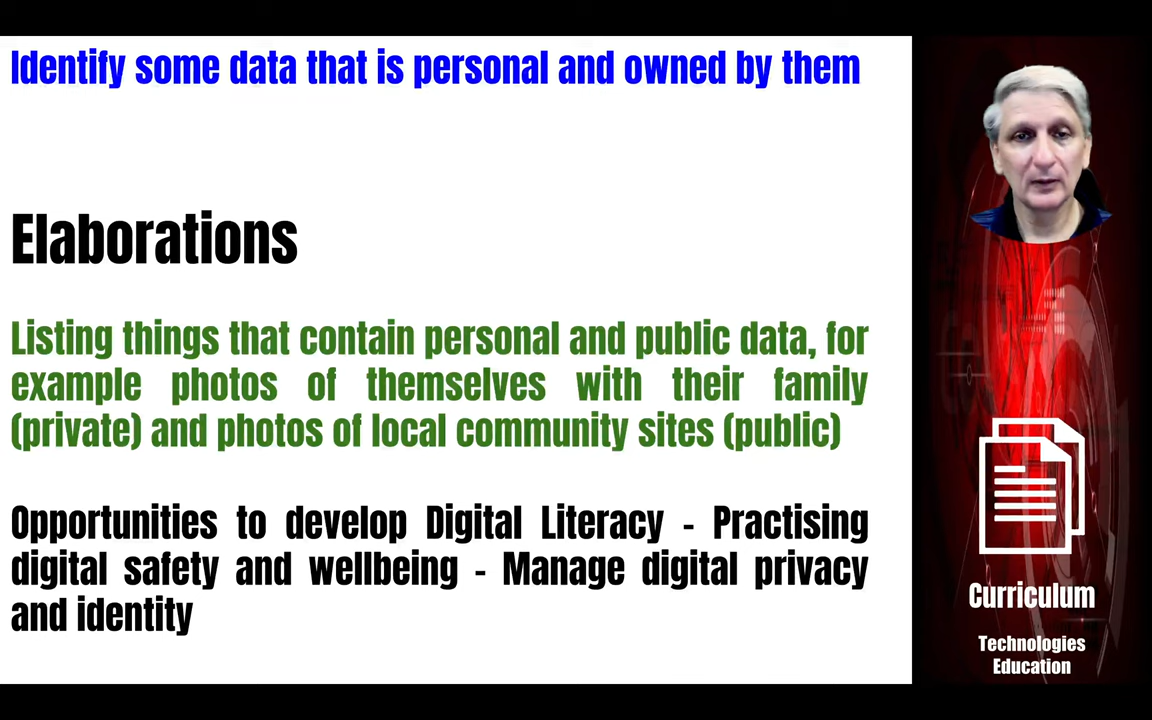 Identify some data that is personal and owned by them
Elaborations
Listing things that contain personal and public data, for
example photos of themselves with their family
(private) and photos of local community sites (public)
Opportunities to develop Digital Literacy - Practising
digital safety and wellbeing - Manage digital privacy
and identity
Curriculum
Technologies
Education